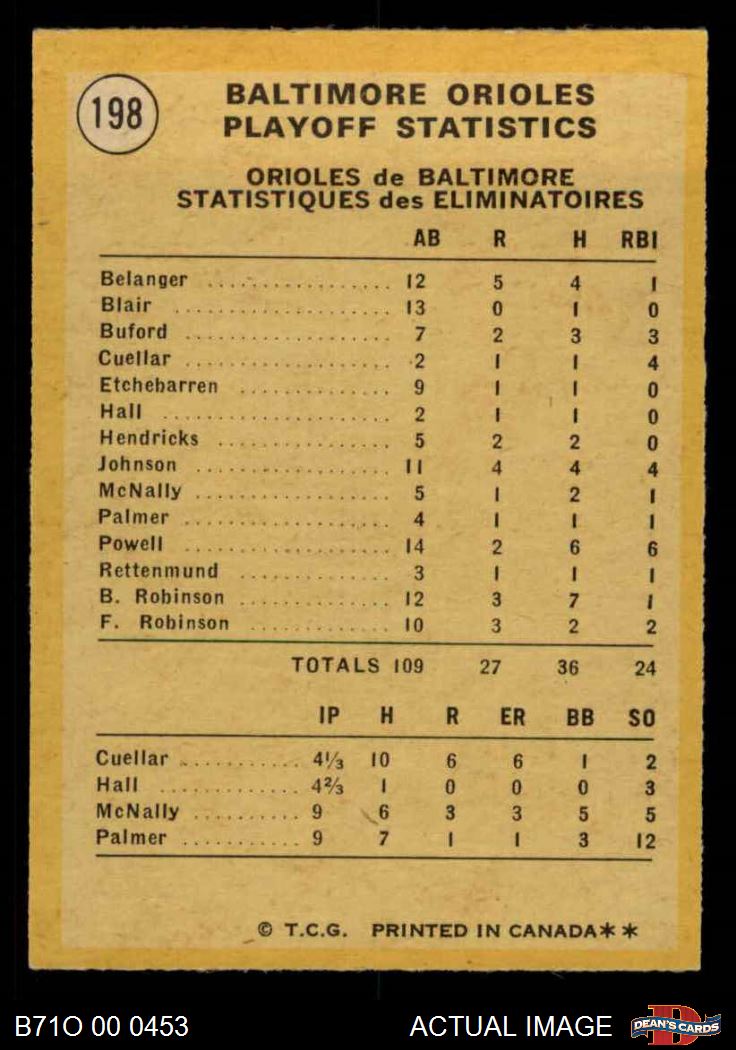 198
BALTIMORE ORIOLES
PLAYOFF STATISTICS
ORIOLES de BALTIMORE
STATISTIQUES des ELIMINATOIRES
AB R H RBI
Belanger ................ 12 5 4 1
Blair ................ 13 0 1 0
Buford ................ 7 2 3 3
Cuellar ................ 2 1 1 4
Etchebarren ............. 9 1 1 0
Hall .................. 2 1 1 0
Hendricks ............... 5 2 2 0
Johnson ................ 11 4 4 4
McNally ................ 5 1 2 1
Palmer ................ 4 1 1 1
Powell ................ 14 2 6 6
Rettenmund ............. 3 1 1 1
B. Robinson ............. 12 3 7 1
F. Robinson ............ 10 3 2 2
TOTALS 109 27 36 24
IP H R ER BB SO
Cuellar ........... 4⅓ 10 6 6 1 2
Hall ............. 4⅔ 1 0 0 0 3
McNally .......... 9 6 3 3 5 5
Palmer ........... 9 7 1 1 3 12
© T.C.G. PRINTED IN CANADA**
B71O 00 0453 ACTUAL IMAGE DEAN'S CARDS